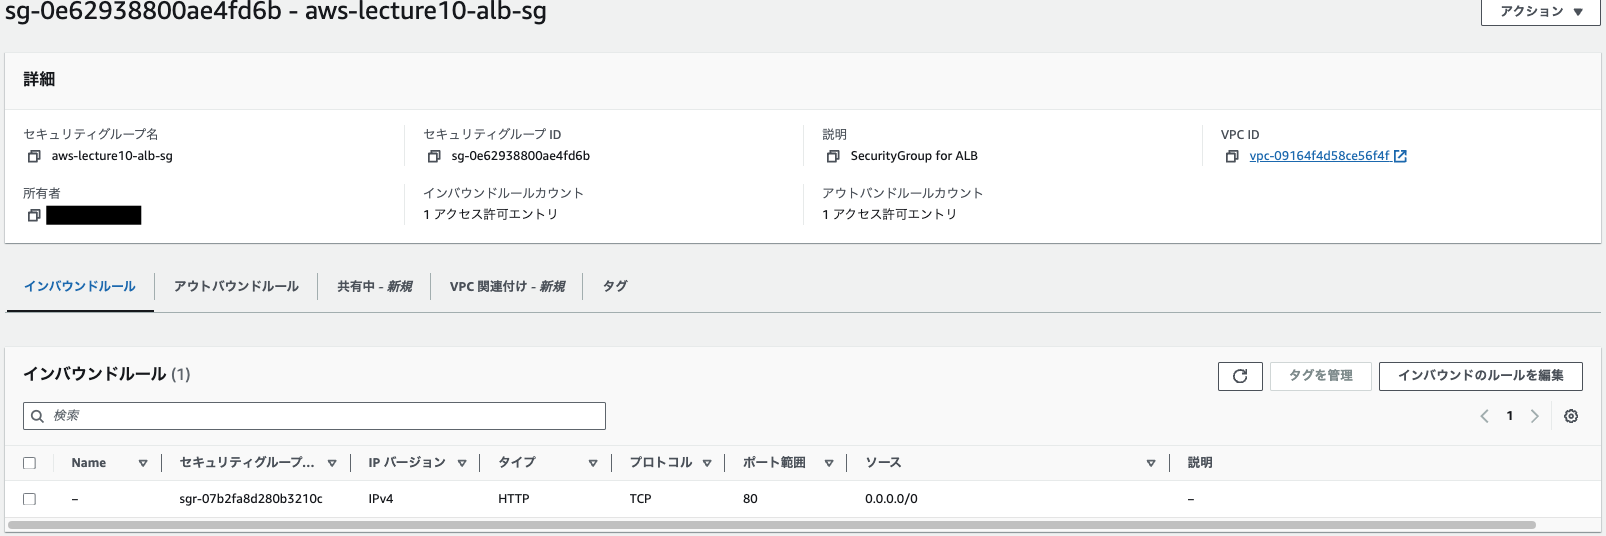 sg-0e62938800ae4fd6b - aws-lecture10-alb-sg
アクション ▼
詳細
セキュリティグループ名
aws-lecture10-alb-sg
セキュリティグループ ID
sg-0e62938800ae4fd6b
説明
SecurityGroup for ALB
VPC ID
vpc-09164f4d58ce56f4f
所有者
インバウンドルールカウント
1 アクセス許可エントリ
アウトバンドルールカウント
1 アクセス許可エントリ
インバウンドルール
アウトバウンドルール
共有中 - 新規
VPC 関連付け - 新規
タグ
インバウンドルール (1)
タグを管理
インバウンドのルールを編集
検索
1
Name セキュリティグループ... IP バージョン タイプ プロトコル ポート範囲 ソース 説明
– sgr-07b2fa8d280b3210c IPv4 HTTP TCP 80 0.0.0.0/0 –